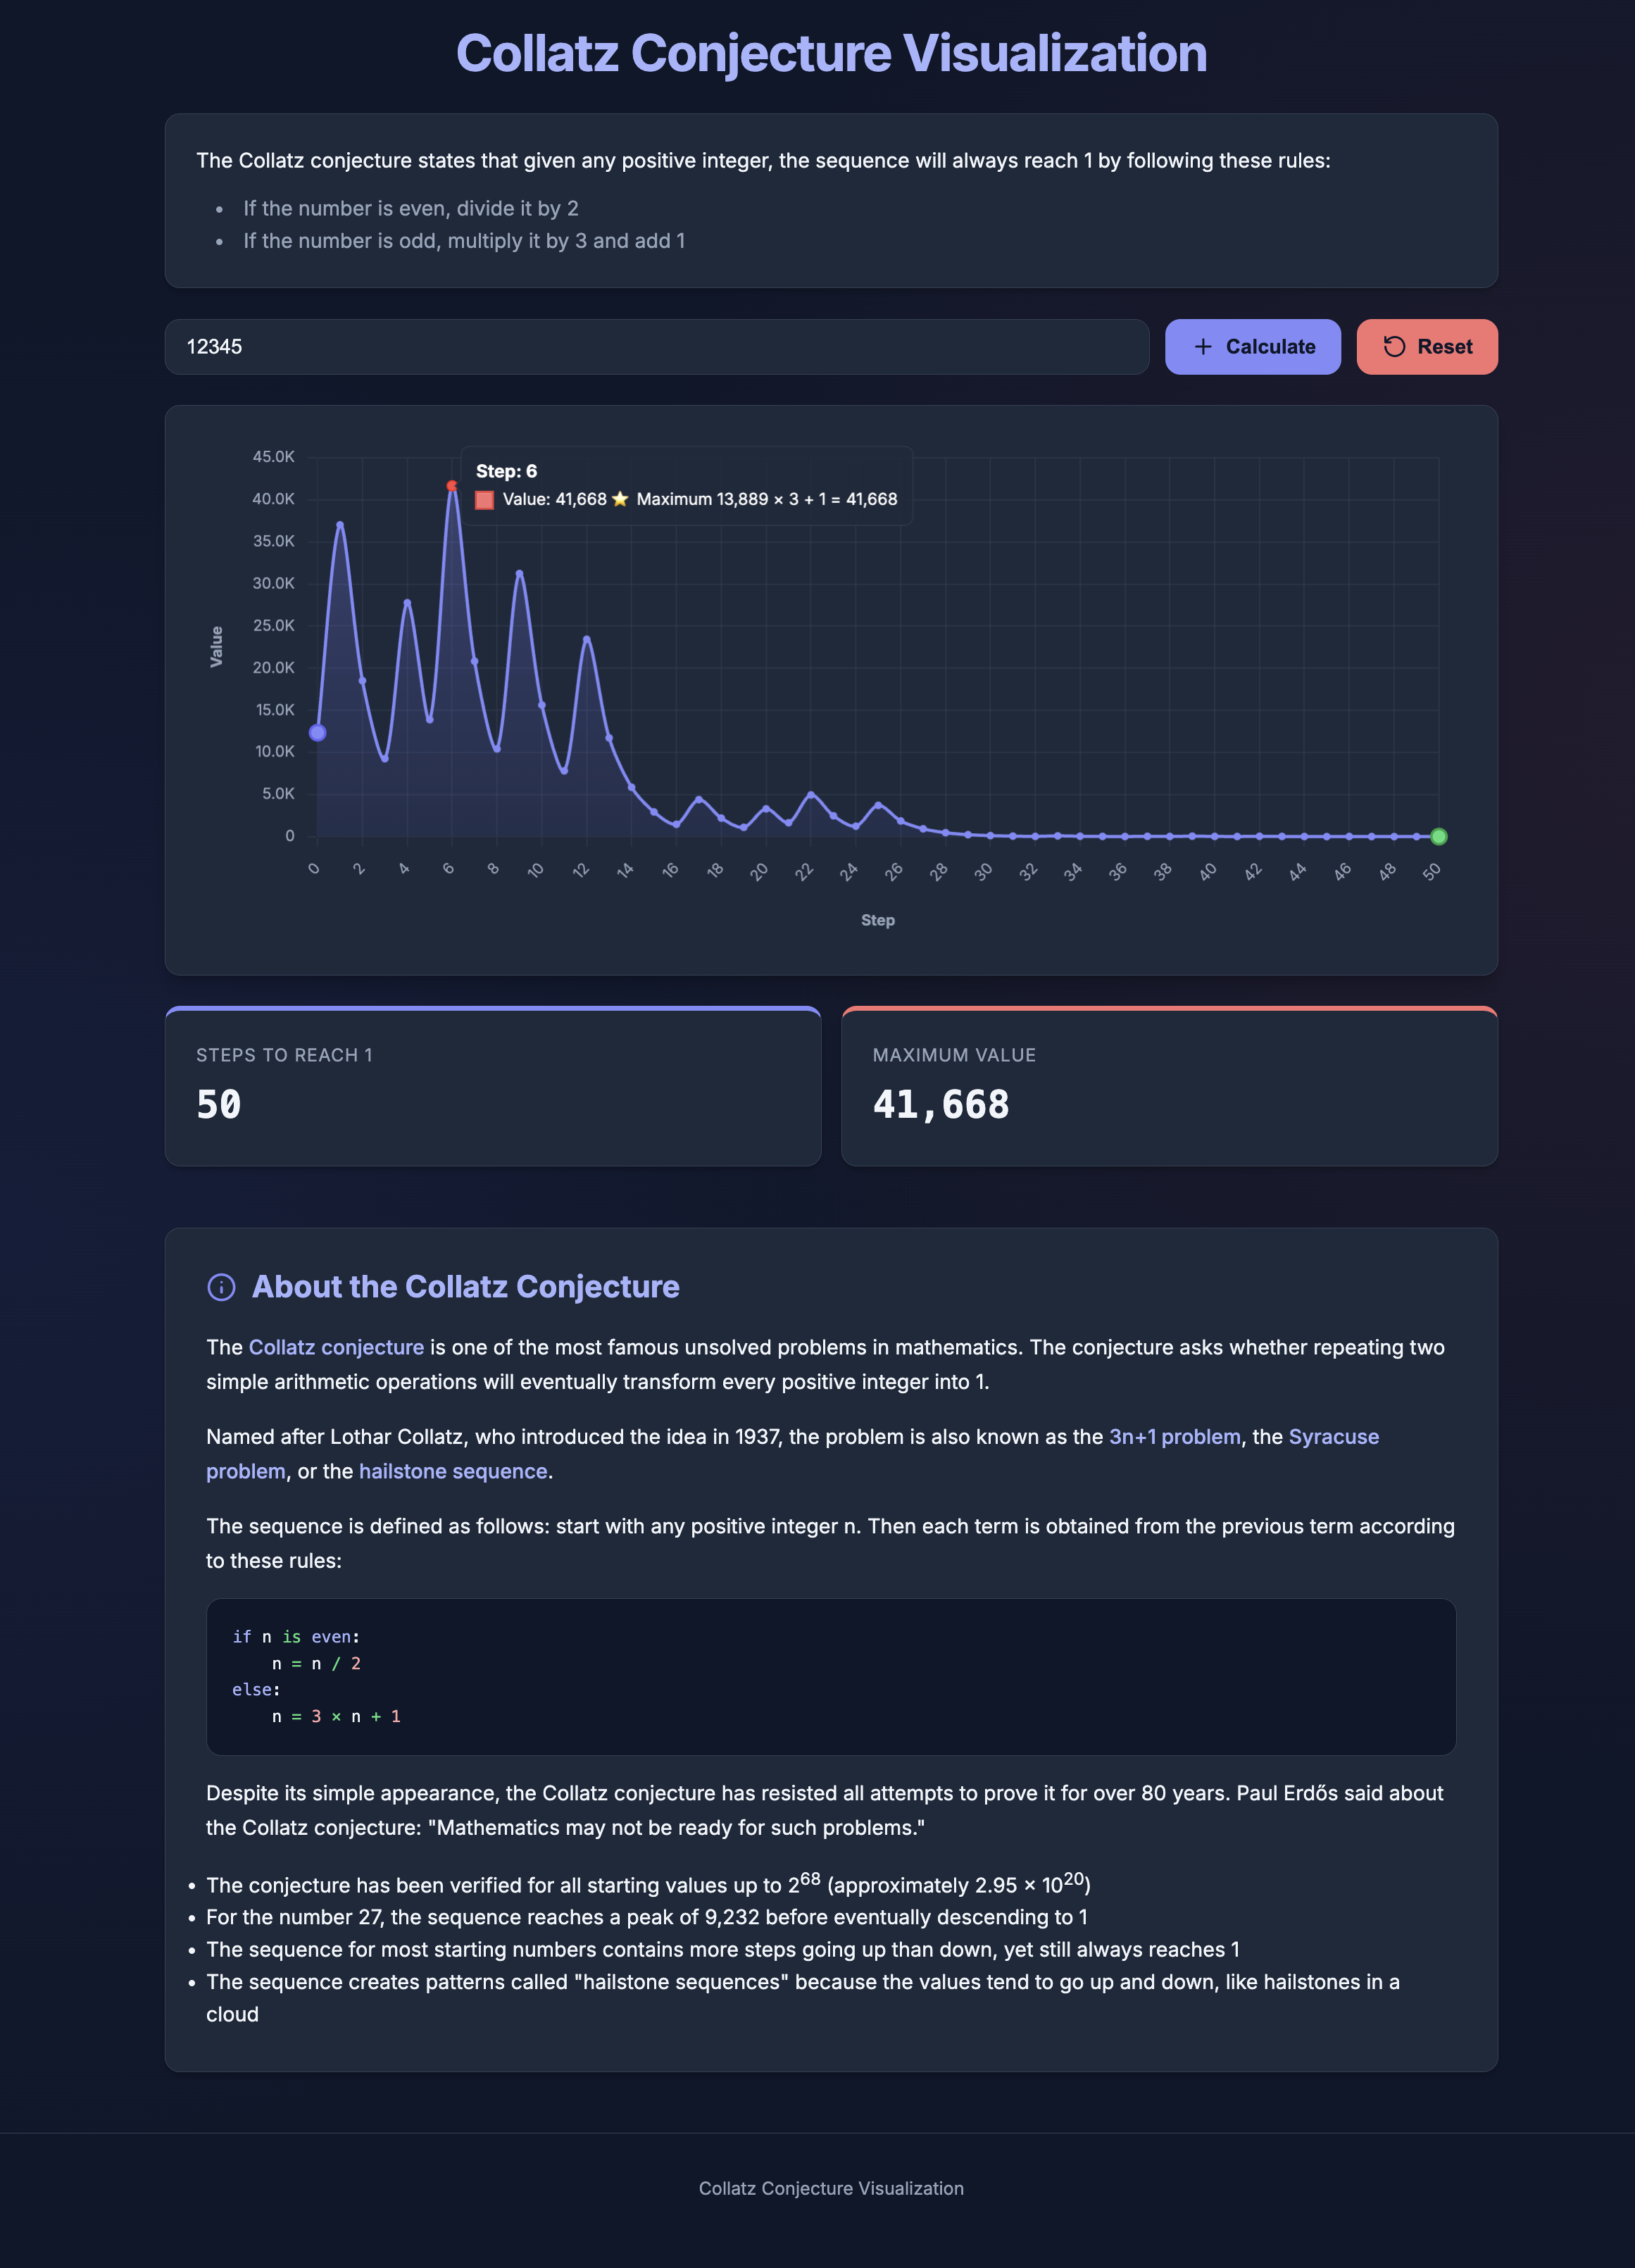 Collatz Conjecture Visualization
The Collatz conjecture states that given any positive integer, the sequence will always reach 1 by following these rules:
• If the number is even, divide it by 2
• If the number is odd, multiply it by 3 and add 1
12345
Calculate
Reset
45.0K
40.0K
35.0K
30.0K
25.0K
20.0K
15.0K
10.0K
5.0K
0
Value
Step: 6
Value: 41,668 ⭐ Maximum 13,889 × 3 + 1 = 41,668
0 2 4 6 8 10 12 14 16 18 20 22 24 26 28 30 32 34 36 38 40 42 44 46 48 50
Step
STEPS TO REACH 1
50
MAXIMUM VALUE
41,668
About the Collatz Conjecture
The Collatz conjecture is one of the most famous unsolved problems in mathematics. The conjecture asks whether repeating two
simple arithmetic operations will eventually transform every positive integer into 1.
Named after Lothar Collatz, who introduced the idea in 1937, the problem is also known as the 3n+1 problem, the Syracuse
problem, or the hailstone sequence.
The sequence is defined as follows: start with any positive integer n. Then each term is obtained from the previous term according
to these rules:
if n is even:
    n = n / 2
else:
    n = 3 × n + 1
Despite its simple appearance, the Collatz conjecture has resisted all attempts to prove it for over 80 years. Paul Erdős said about
the Collatz conjecture: "Mathematics may not be ready for such problems."
• The conjecture has been verified for all starting values up to 2⁶⁸ (approximately 2.95 × 10²⁰)
• For the number 27, the sequence reaches a peak of 9,232 before eventually descending to 1
• The sequence for most starting numbers contains more steps going up than down, yet still always reaches 1
• The sequence creates patterns called "hailstone sequences" because the values tend to go up and down, like hailstones in a
cloud
Collatz Conjecture Visualization